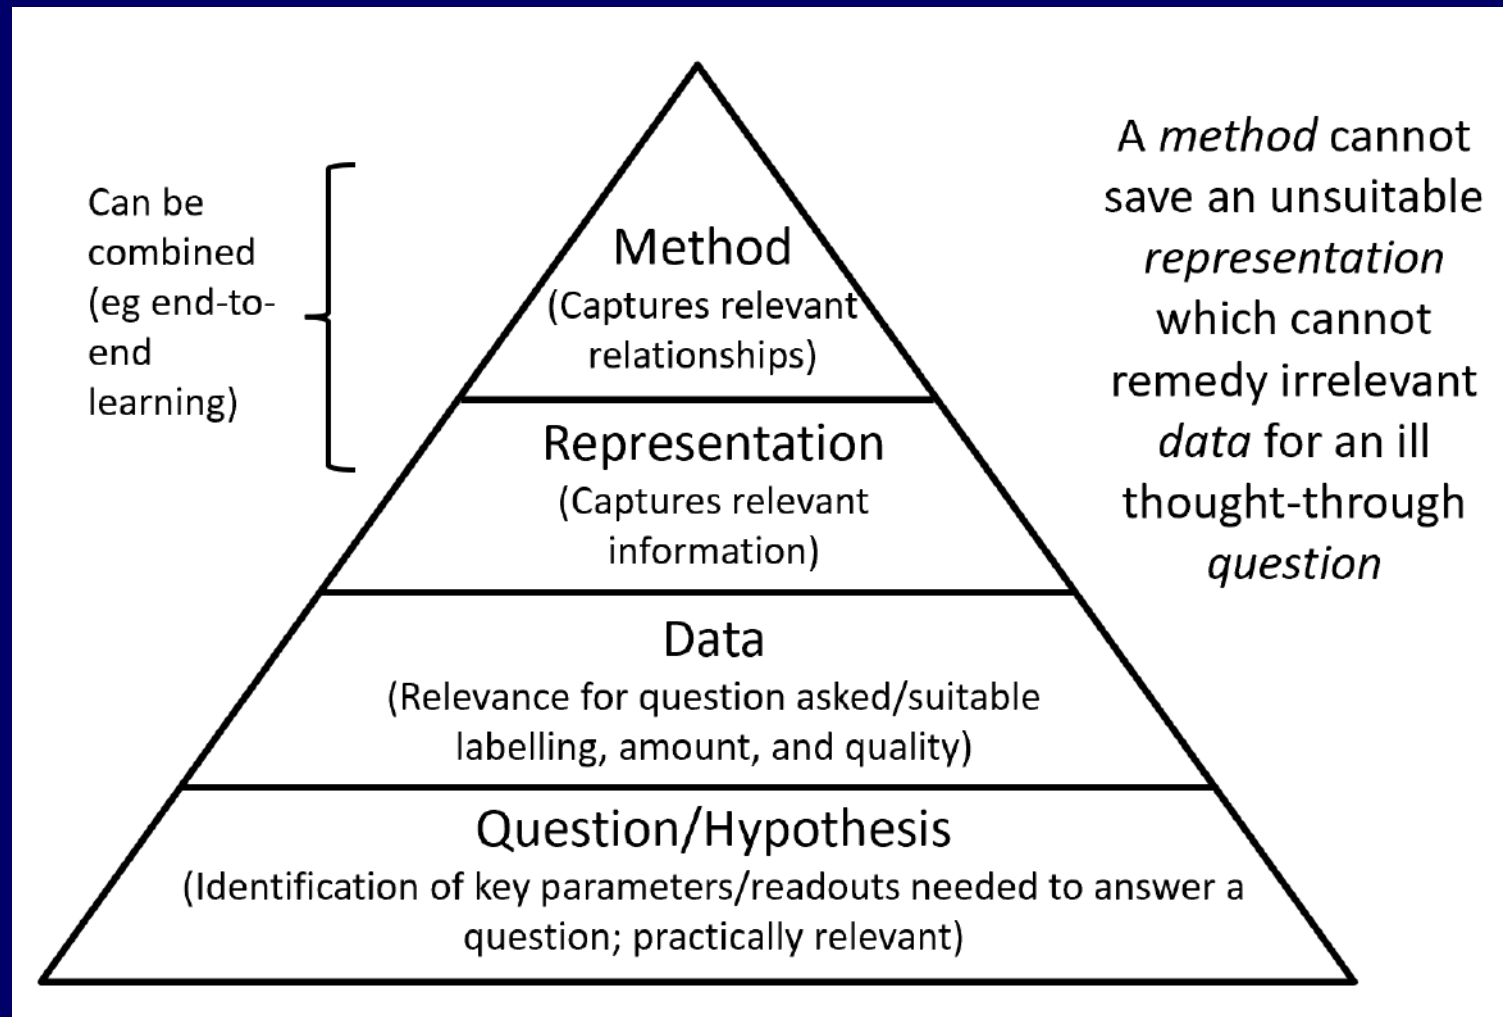 Can be
combined
(eg end-to-
end
learning)
Method
(Captures relevant
relationships)
Representation
(Captures relevant
information)
Data
(Relevance for question asked/suitable
labelling, amount, and quality)
Question/Hypothesis
(Identification of key parameters/readouts needed to answer a
question; practically relevant)
A method cannot
save an unsuitable
representation
which cannot
remedy irrelevant
data for an ill
thought-through
question